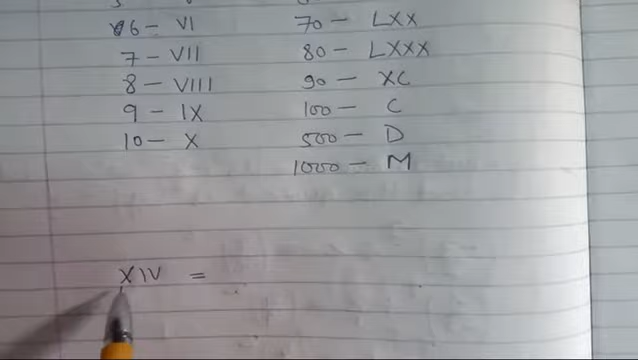 6 - VI
7 - VII
8 - VIII
9 - IX
10 - X
70 - LXX
80 - LXXX
90 - XC
100 - C
500 - D
1000 - M
XIV =